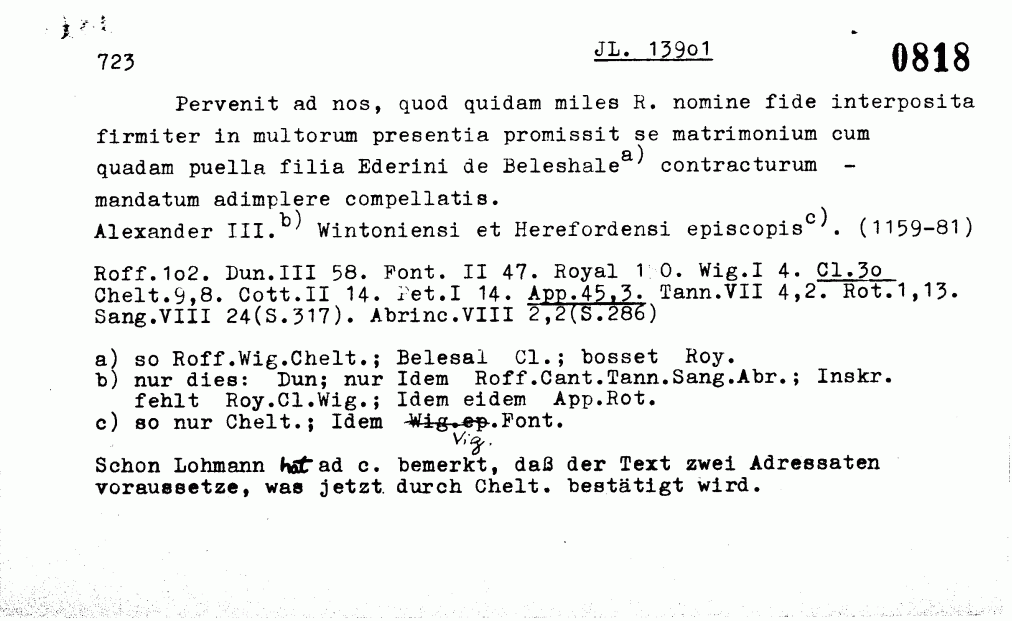 JL. 139o1
723 0818
Pervenit ad nos, quod quidam miles R. nomine fide interposita
firmiter in multorum presentia promissit se matrimonium cum
quadam puella filia Ederini de Beleshale a) contracturum -
mandatum adimplere compellatis.
Alexander III. b) Wintoniensi et Herefordensi episcopis c). (1159-81)
Roff.1o2. Dun.III 58. Font. II 47. Royal 1 0. Wig.I 4. Cl.3o
Chelt.9,8. Cott.II 14. Pet.I 14. App.45,3. Tann.VII 4,2. Rot.1,13.
Sang.VIII 24(S.317). Abrinc.VIII 2,2(S.286)
a) so Roff.Wig.Chelt.; Belesal Cl.; bosset Roy.
b) nur dies: Dun; nur Idem Roff.Cant.Tann.Sang.Abr.; Inskr.
fehlt Roy.Cl.Wig.; Idem eidem App.Rot.
c) so nur Chelt.; Idem Wig.ep.Font.
Vig.
Schon Lohmann hat ad c. bemerkt, daß der Text zwei Adressaten
voraussetze, was jetzt durch Chelt. bestätigt wird.